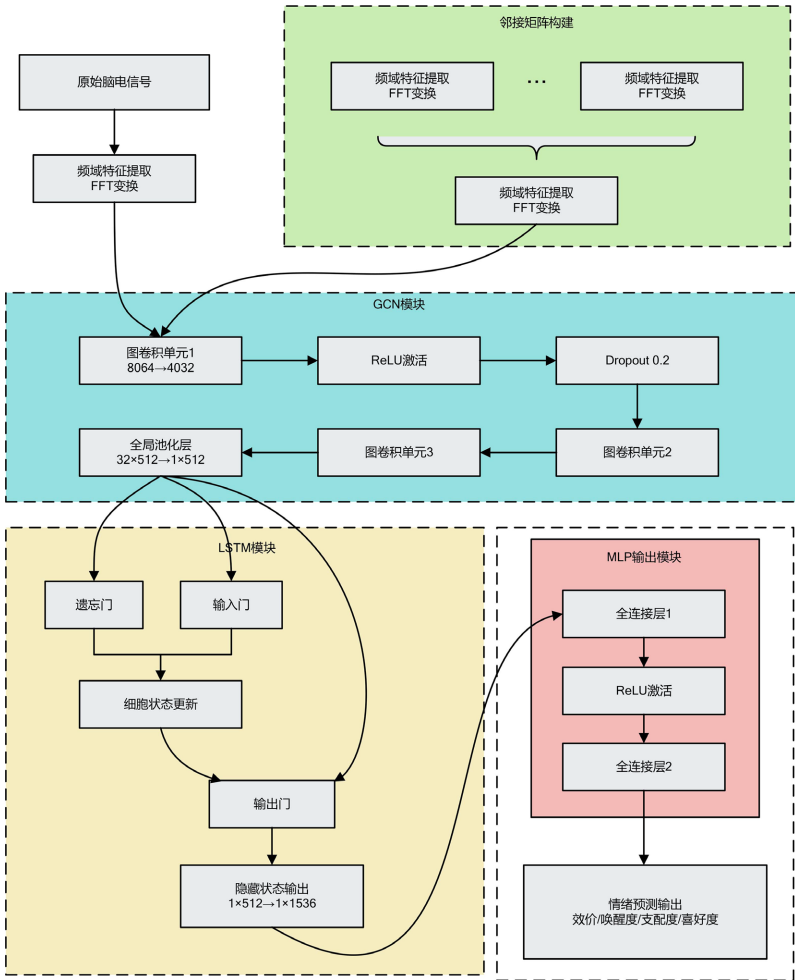 邻接矩阵构建
原始脑电信号
频域特征提取
FFT变换
...
频域特征提取
FFT变换
频域特征提取
FFT变换
频域特征提取
FFT变换
GCN模块
图卷积单元1
8064→4032
ReLU激活
Dropout 0.2
全局池化层
32×512→1×512
图卷积单元3
图卷积单元2
LSTM模块
遗忘门
输入门
细胞状态更新
输出门
隐藏状态输出
1×512→1×1536
MLP输出模块
全连接层1
ReLU激活
全连接层2
情绪预测输出
效价/唤醒度/支配度/喜好度